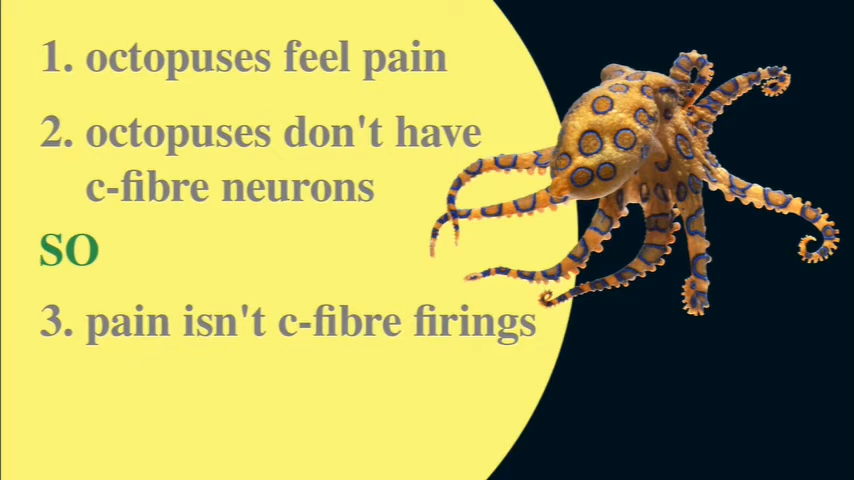 1. octopuses feel pain
2. octopuses don't have
c-fibre neurons
SO
3. pain isn't c-fibre firings